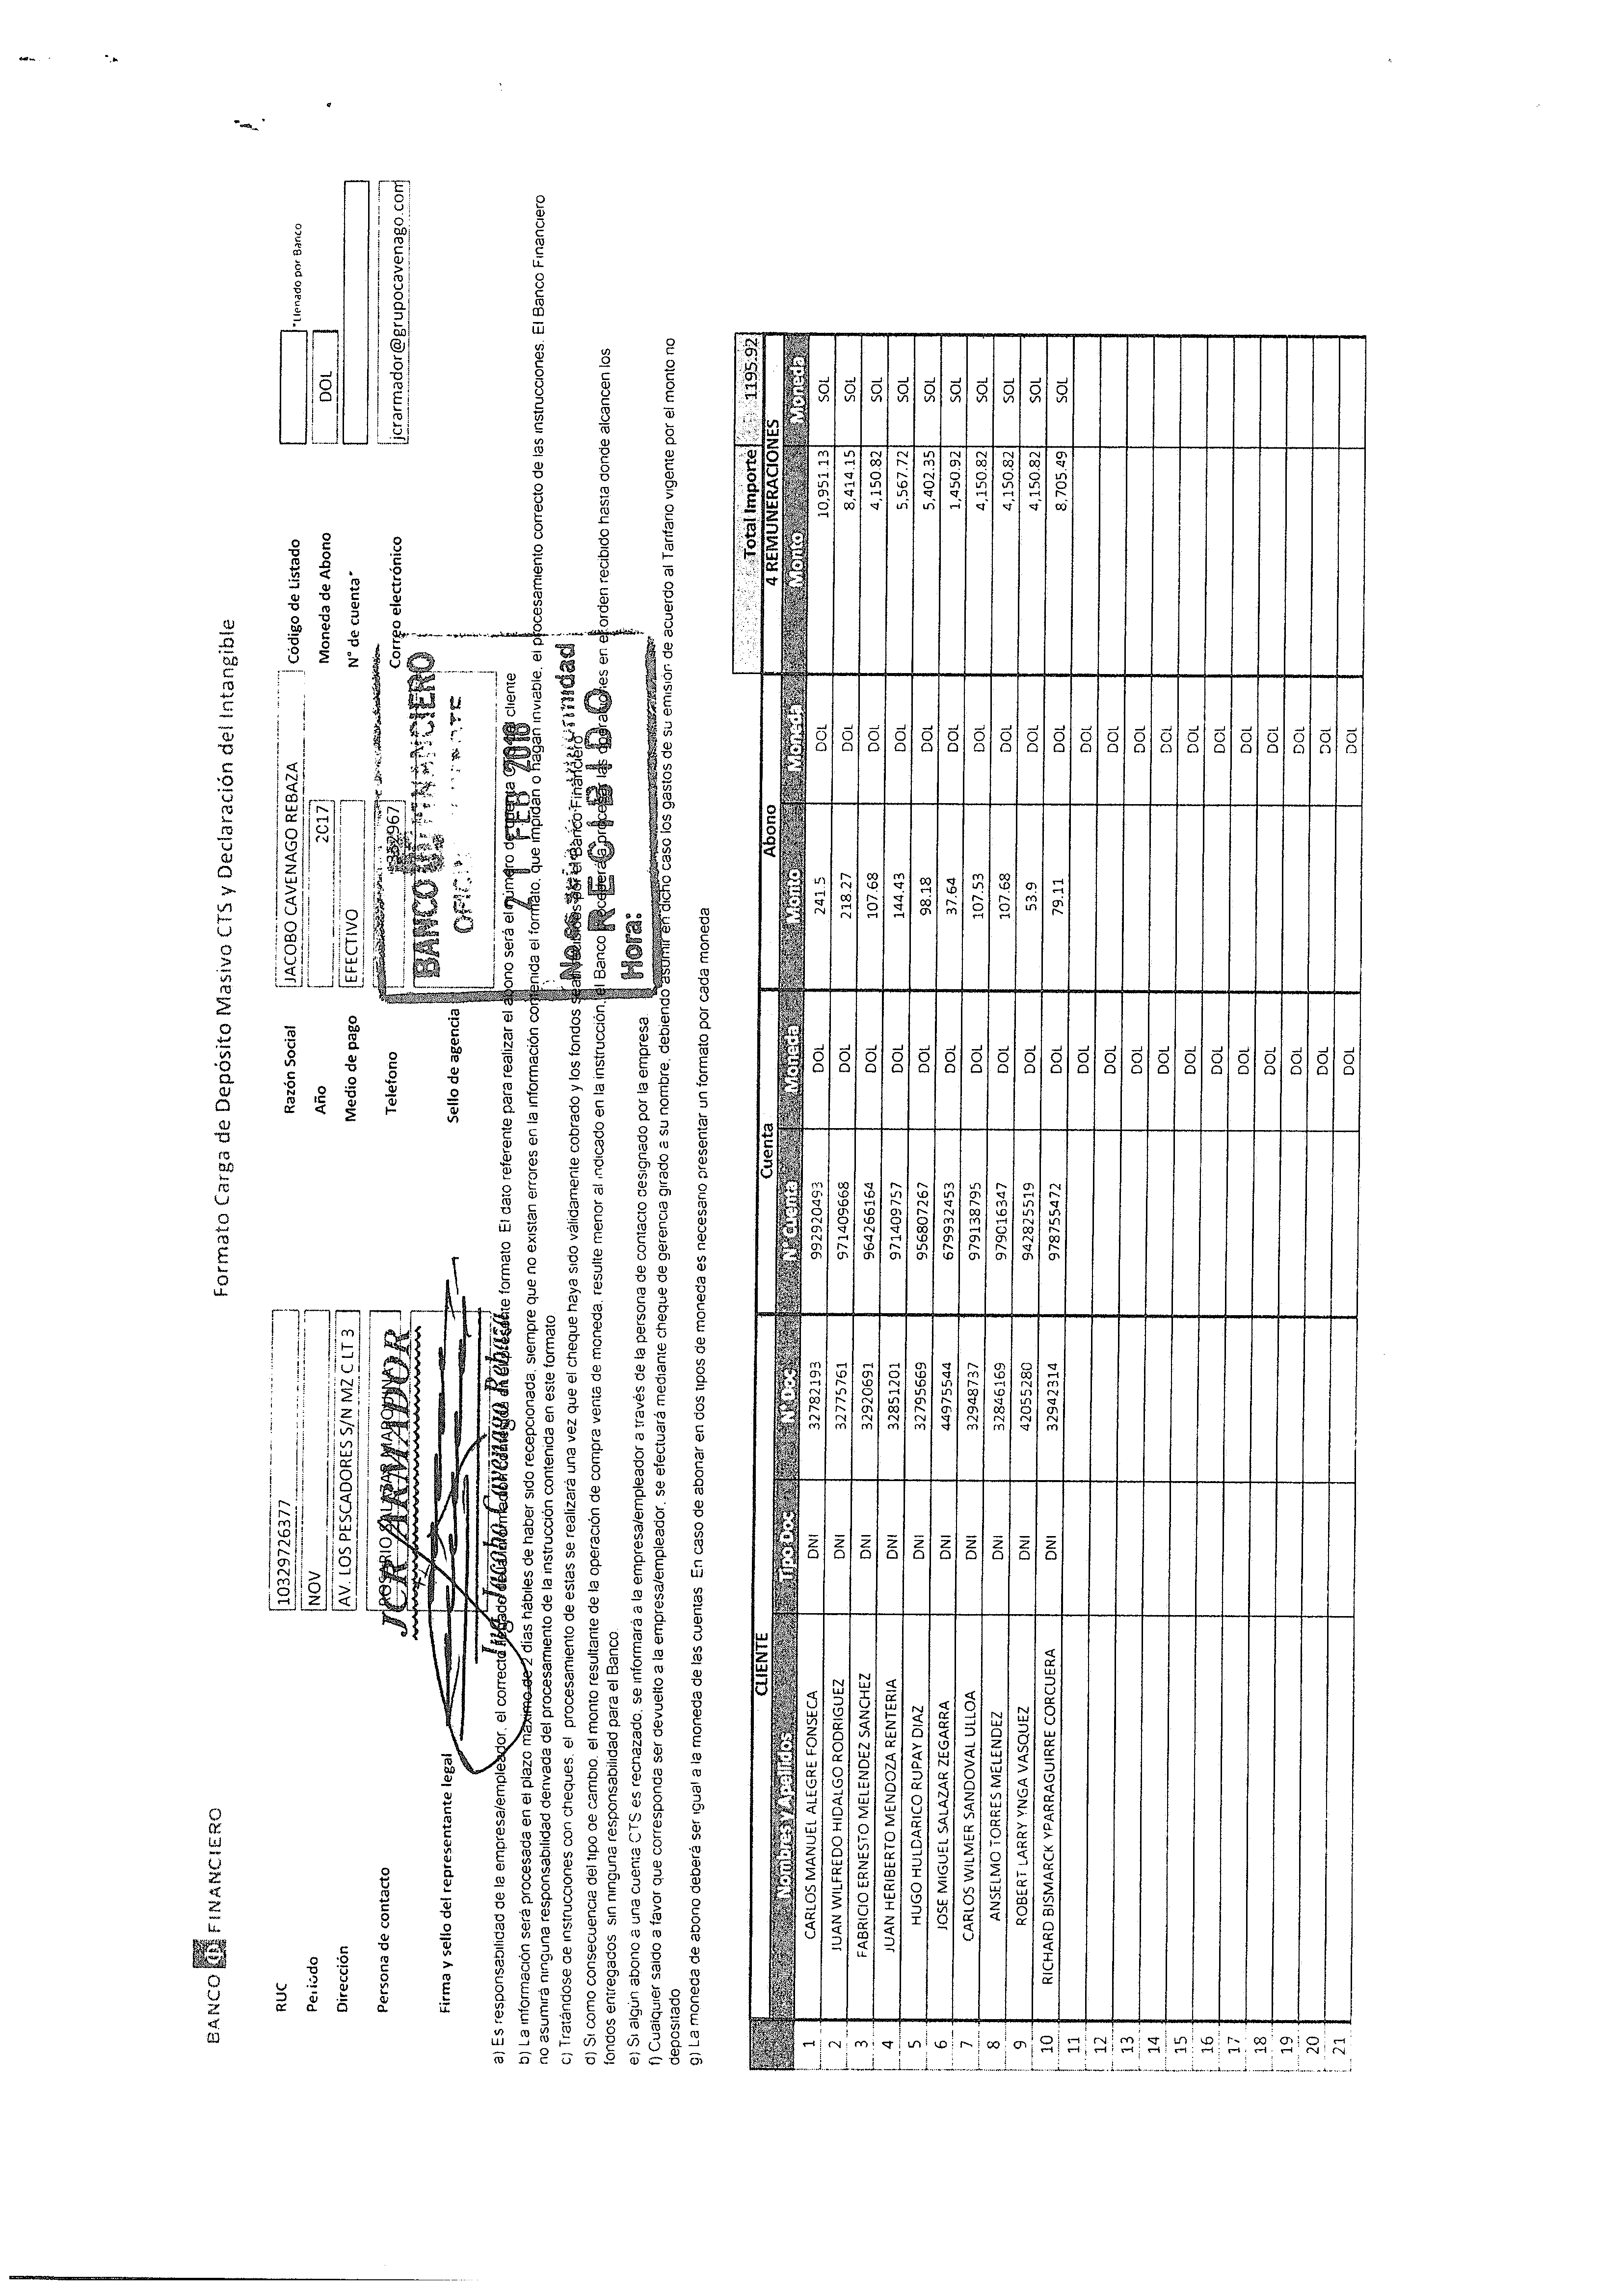 BANCO FINANCIERO
Formato Carga de Depósito Masivo CTS y Declaración del Intangible
RUC 10329726377 Razón Social JACOBO CAVENAGO REBAZA Código de Listado *Llenado por Banco
Periodo NOV Año 2017 Moneda de Abono DOL
Dirección AV. LOS PESCADORES S/N MZ C LT 3 Medio de pago EFECTIVO N° de cuenta*
Persona de contacto ROSARIO SALAZAR Telefono 352967 Correo electrónico jcrarmador@grupocavenago.com
JCR ARMADOR
Firma y sello del representante legal Sello de agencia
Ing. Jacobo Cavenago Rebaza
BANCO FINANCIERO
21 FEB 2018
No es
RECIBIDO
Hora:
a) Es responsabilidad de la empresa/empleador, el correcto formato El dato referente para realizar el abono será el número de cliente
b) La información será procesada en el plazo máximo de 2 días hábiles de haber sido recepcionada, siempre que no existan errores en la información contenida el formato, que impidan o hagan inviable, el procesamiento correcto de las instrucciones. El Banco Financiero
no asumirá ninguna responsabilidad derivada del procesamiento de la instrucción contenida en este formato
c) Tratándose de instrucciones con cheques, el procesamiento de estas se realizará una vez que el cheque haya sido válidamente cobrado y los fondos sean por el Banco Financiero
d) Si como consecuencia del tipo de cambio, el monto resultante de la operación de compra venta de moneda, resulte menor al indicado en la instrucción, el Banco procederá a procesar las operaciones en el orden recibido hasta donde alcancen los
fondos entregados sin ninguna responsabilidad para el Banco.
e) Si algún abono a una cuenta CTS es rechazado, se informará a la empresa/empleador a través de la persona de contacto designado por la empresa
f) Cualquier saldo a favor que corresponda ser devuelto a la empresa/empleador, se efectuará mediante cheque de gerencia girado a su nombre, debiendo asumir en dicho caso los gastos de su emisión de acuerdo al Tarifario vigente por el monto no
depositado
g) La moneda de abono deberá ser igual a la moneda de las cuentas En caso de abonar en dos tipos de moneda es necesario presentar un formato por cada moneda
Total Importe 1195.92
CLIENTE Cuenta Abono 4 REMUNERACIONES
Nombres Y Apellidos Tipo Doc N° Doc N° Cuenta Moneda Monto Moneda Monto Moneda
1 CARLOS MANUEL ALEGRE FONSECA DNI 32782193 992920493 DOL 241.5 DOL 10,951.13 SOL
2 JUAN WILFREDO HIDALGO RODRIGUEZ DNI 32775761 971409668 DOL 218.27 DOL 8,414.15 SOL
3 FABRICIO ERNESTO MELENDEZ SANCHEZ DNI 32920691 964266164 DOL 107.68 DOL 4,150.82 SOL
4 JUAN HERIBERTO MENDOZA RENTERIA DNI 32851201 971409757 DOL 144.43 DOL 5,567.72 SOL
5 HUGO HULDARICO RUPAY DIAZ DNI 32795669 956807267 DOL 98.18 DOL 5,402.35 SOL
6 JOSE MIGUEL SALAZAR ZEGARRA DNI 44975544 679932453 DOL 37.64 DOL 1,450.92 SOL
7 CARLOS WILMER SANDOVAL ULLOA DNI 32948737 979138795 DOL 107.53 DOL 4,150.82 SOL
8 ANSELMO TORRES MELENDEZ DNI 32846169 979016347 DOL 107.68 DOL 4,150.82 SOL
9 ROBERT LARRY YNGA VASQUEZ DNI 42055280 942825519 DOL 53.9 DOL 4,150.82 SOL
10 RICHARD BISMARCK YPARRAGUIRRE CORCUERA DNI 32942314 978755472 DOL 79.11 DOL 8,705.49 SOL
11 DOL DOL
12 DOL DOL
13 DOL DOL
14 DOL DOL
15 DOL DOL
16 DOL DOL
17 DOL DOL
18 DOL DOL
19 DOL DOL
20 DOL DOL
21 DOL DOL